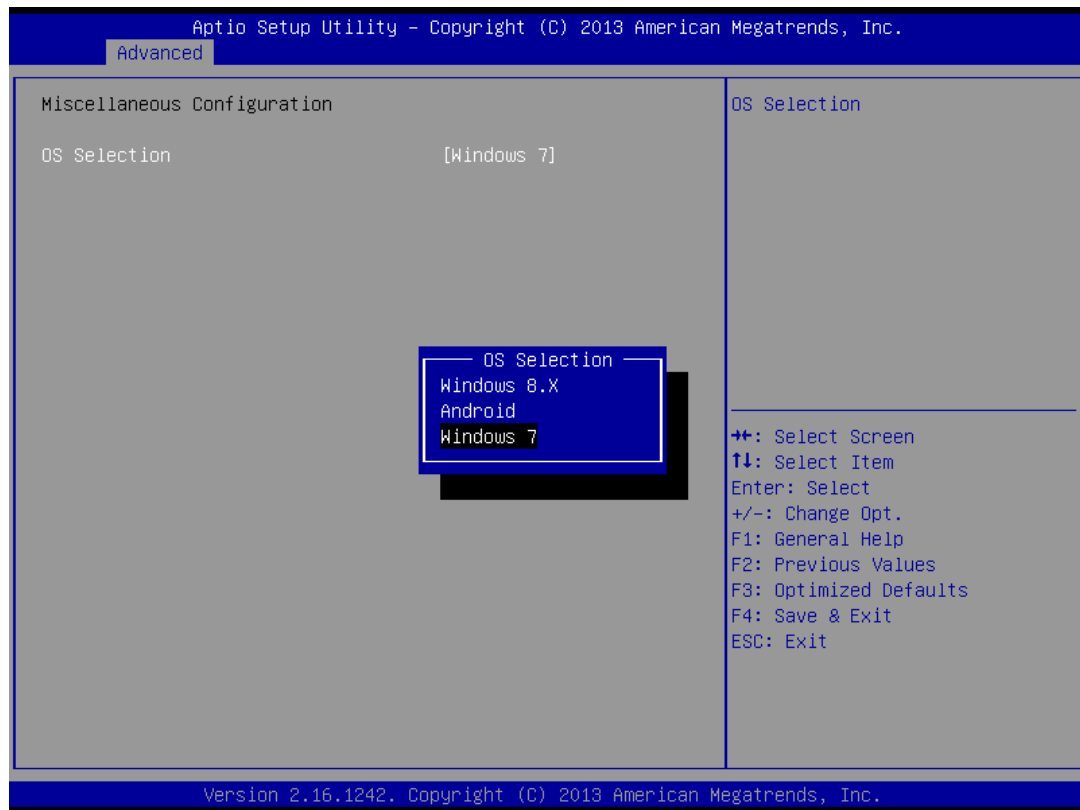 Aptio Setup Utility – Copyright (C) 2013 American Megatrends, Inc.
Advanced
Miscellaneous Configuration
OS Selection [Windows 7]
OS Selection
OS Selection
Windows 8.X
Android
Windows 7
→←: Select Screen
↑↓: Select Item
Enter: Select
+/-: Change Opt.
F1: General Help
F2: Previous Values
F3: Optimized Defaults
F4: Save & Exit
ESC: Exit
Version 2.16.1242. Copyright (C) 2013 American Megatrends, Inc.